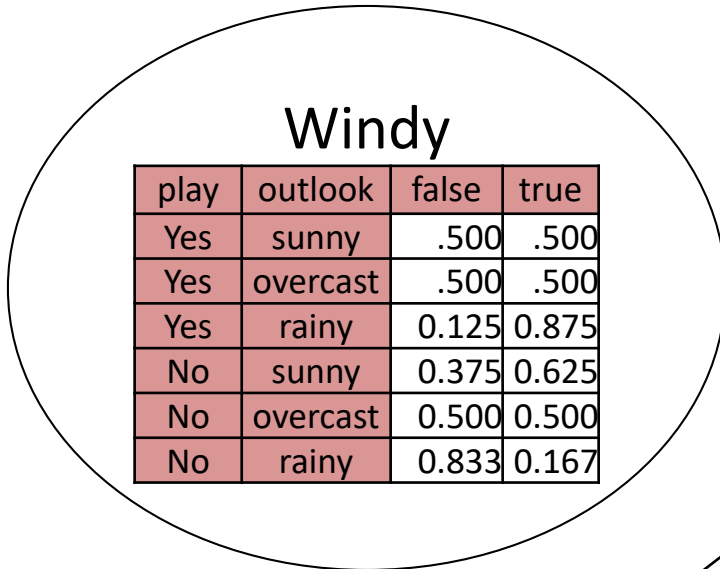 Windy
play outlook false true
Yes sunny .500 .500
Yes overcast .500 .500
Yes rainy 0.125 0.875
No sunny 0.375 0.625
No overcast 0.500 0.500
No rainy 0.833 0.167